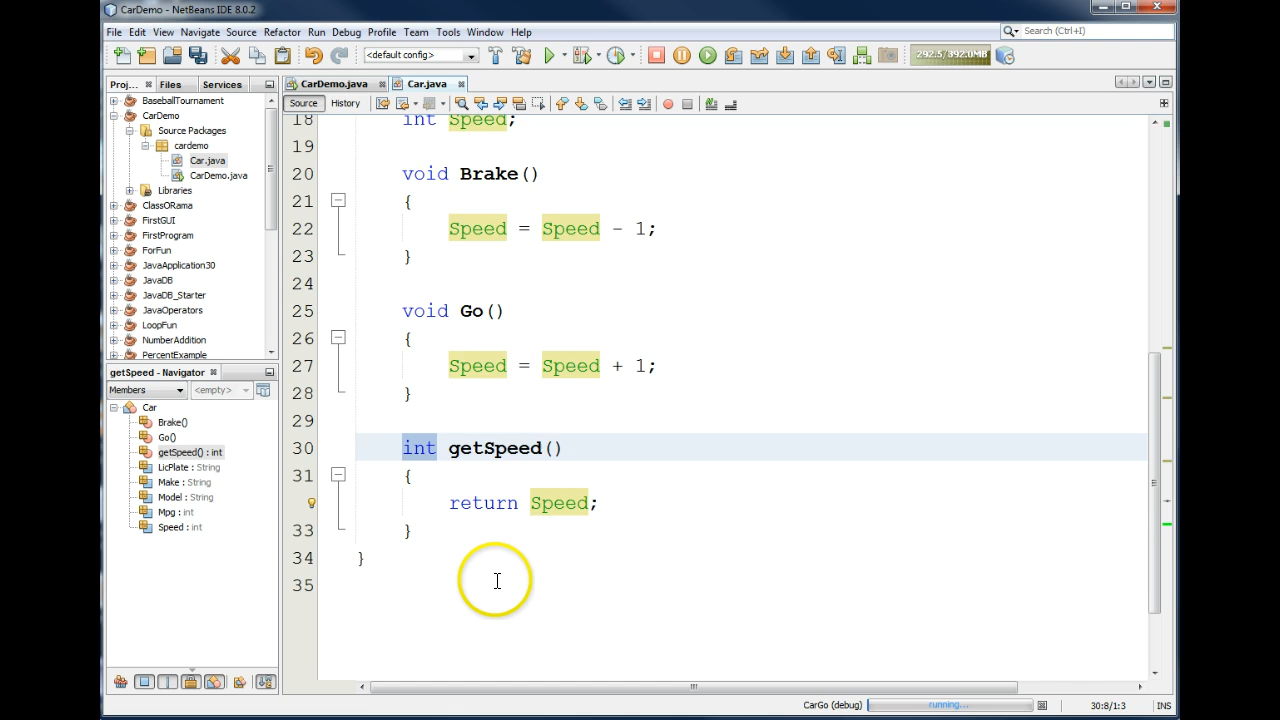 CarDemo - NetBeans IDE 8.0.2
File Edit View Navigate Source Refactor Run Debug Profile Team Tools Window Help
Search (Ctrl+I)
<default config>
292.5/892.0MB
Proj... Files Services
CarDemo.java Car.java
Source History
BaseballTournament
CarDemo
Source Packages
cardemo
Car.java
CarDemo.java
Libraries
ClassORama
FirstGUI
FirstProgram
ForFun
JavaApplication30
JavaDB
JavaDB_Starter
JavaOperators
LoopFun
NumberAddition
PercentExample
getSpeed - Navigator
Members <empty>
Car
Brake()
Go()
getSpeed() : int
LicPlate : String
Make : String
Model : String
Mpg : int
Speed : int
18 int Speed;
19
20 void Brake()
21 {
22 Speed = Speed - 1;
23 }
24
25 void Go()
26 {
27 Speed = Speed + 1;
28 }
29
30 int getSpeed()
31 {
return Speed;
33 }
34 }
35
CarGo (debug) running... 30:8/1:3 INS